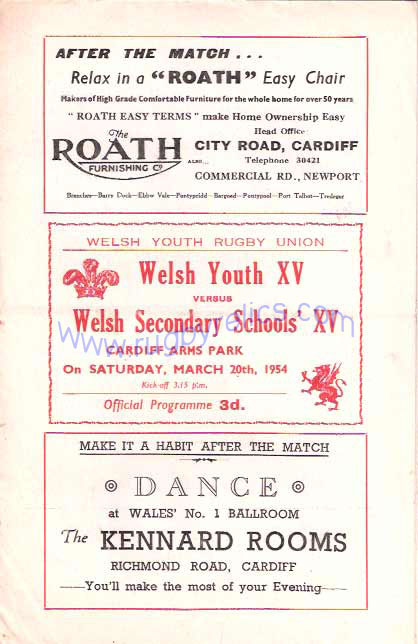 AFTER THE MATCH...
Relax in a "ROATH" Easy Chair
Makers of High Grade Comfortable Furniture for the whole home for over 50 years
"ROATH EASY TERMS" make Home Ownership Easy
The
ROATH
FURNISHING Co
Head Office
CITY ROAD, CARDIFF
ALSO... Telephone 30421
COMMERCIAL RD., NEWPORT
Branches—Barry Dock—Ebbw Vale—Pontypridd—Bargoed—Pontypool—Port Talbot—Tredegar
WELSH YOUTH RUGBY UNION
Welsh Youth XV
VERSUS
Welsh Secondary Schools' XV
www.rugbyrelics.com
CARDIFF ARMS PARK
On SATURDAY, MARCH 20th, 1954
Kick-off 3.15 p.m.
Official Programme 3d.
MAKE IT A HABIT AFTER THE MATCH
DANCE
at WALES' No. 1 BALLROOM
The KENNARD ROOMS
RICHMOND ROAD, CARDIFF
—You'll make the most of your Evening—